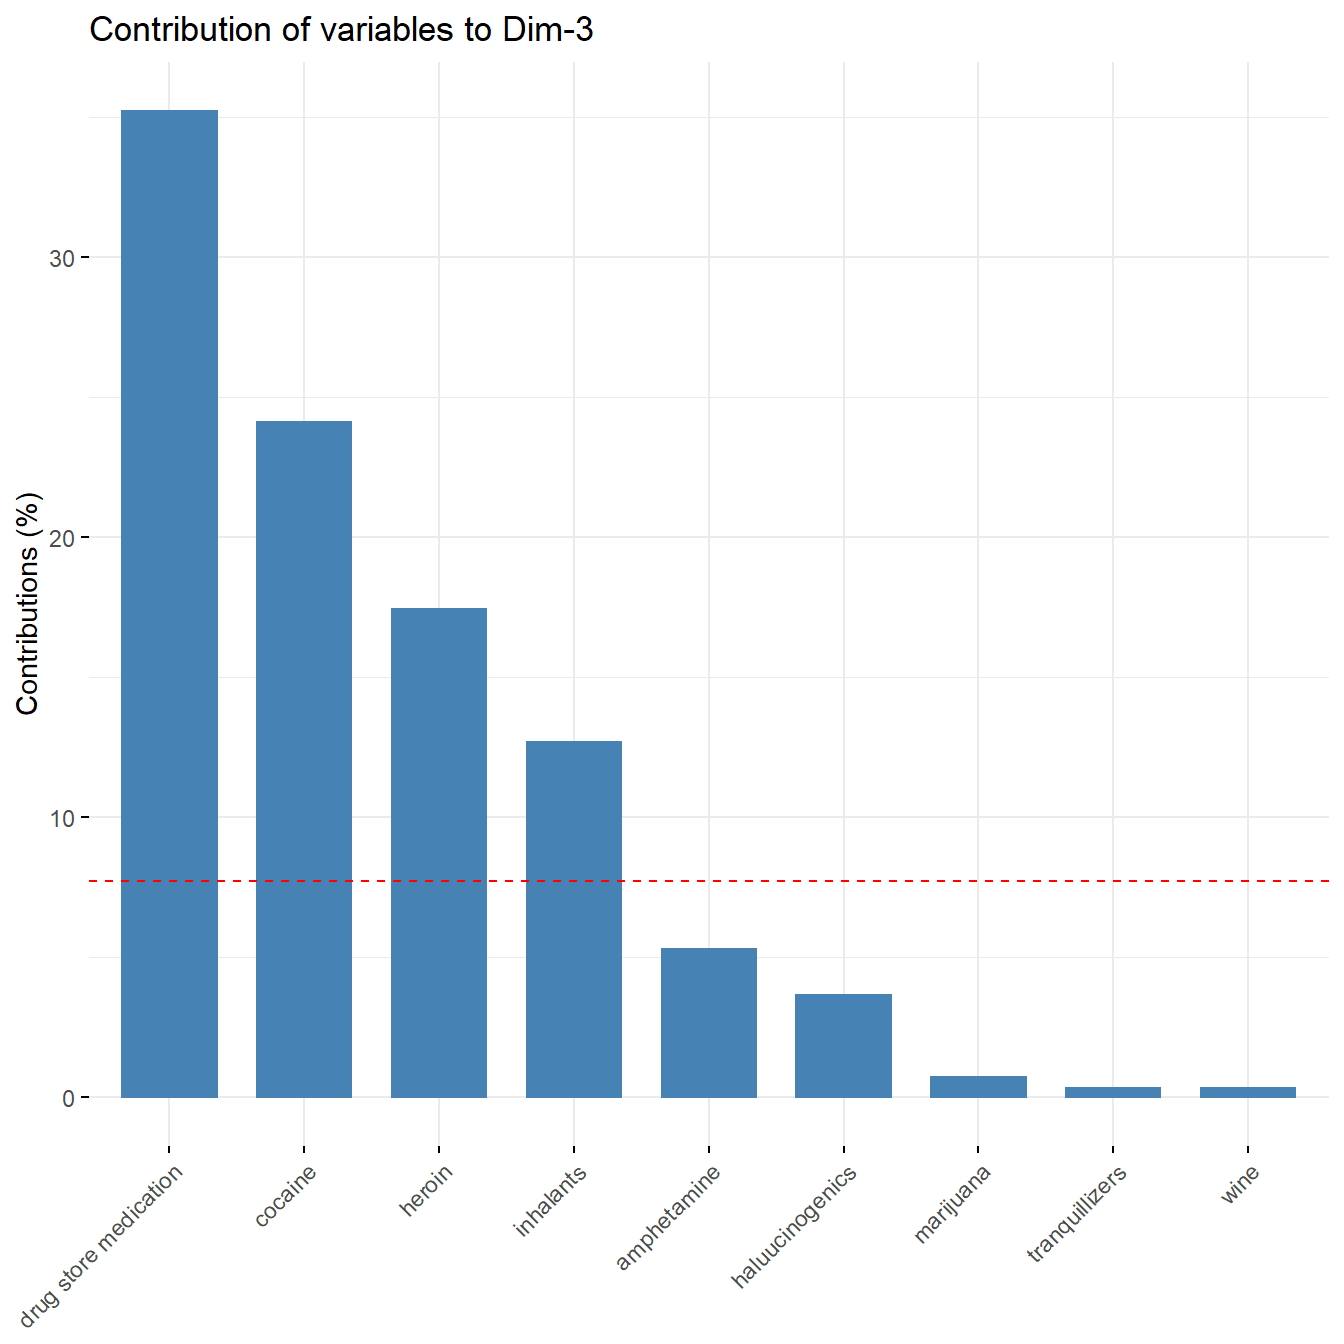 Contribution of variables to Dim-3
Contributions (%)
30
20
10
0
drug store medication
cocaine
heroin
inhalants
amphetamine
haluucinogenics
marijuana
tranquillizers
wine